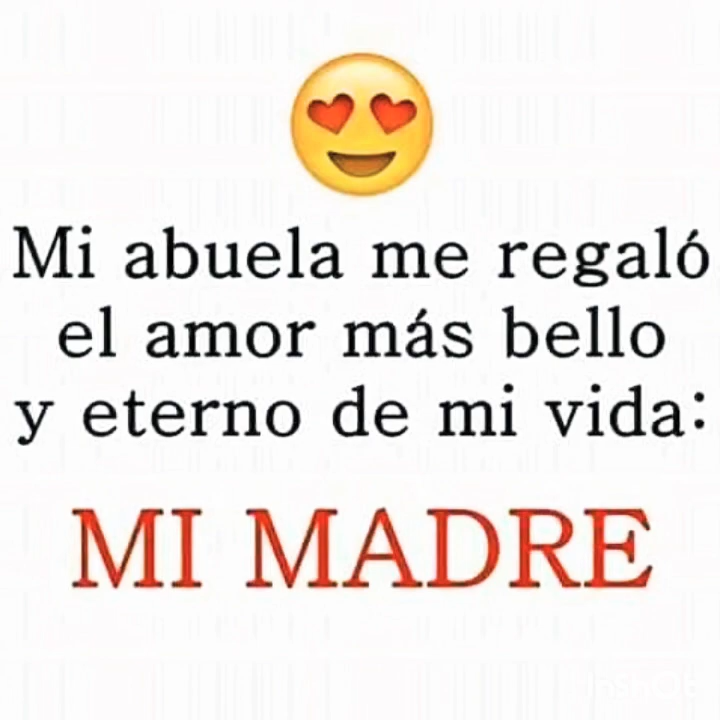 Mi abuela me regaló
el amor más bello
y eterno de mi vida:
MI MADRE